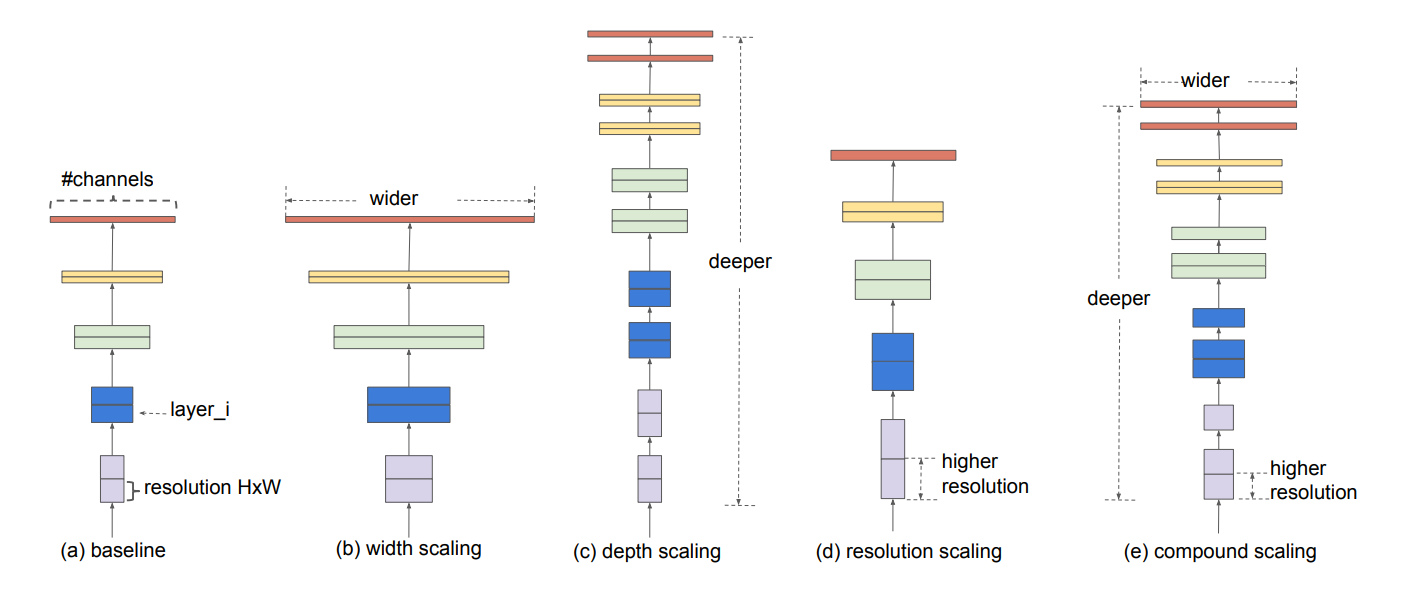 #channels
layer_i
resolution HxW
(a) baseline
wider
(b) width scaling
deeper
(c) depth scaling
higher
resolution
(d) resolution scaling
wider
deeper
higher
resolution
(e) compound scaling